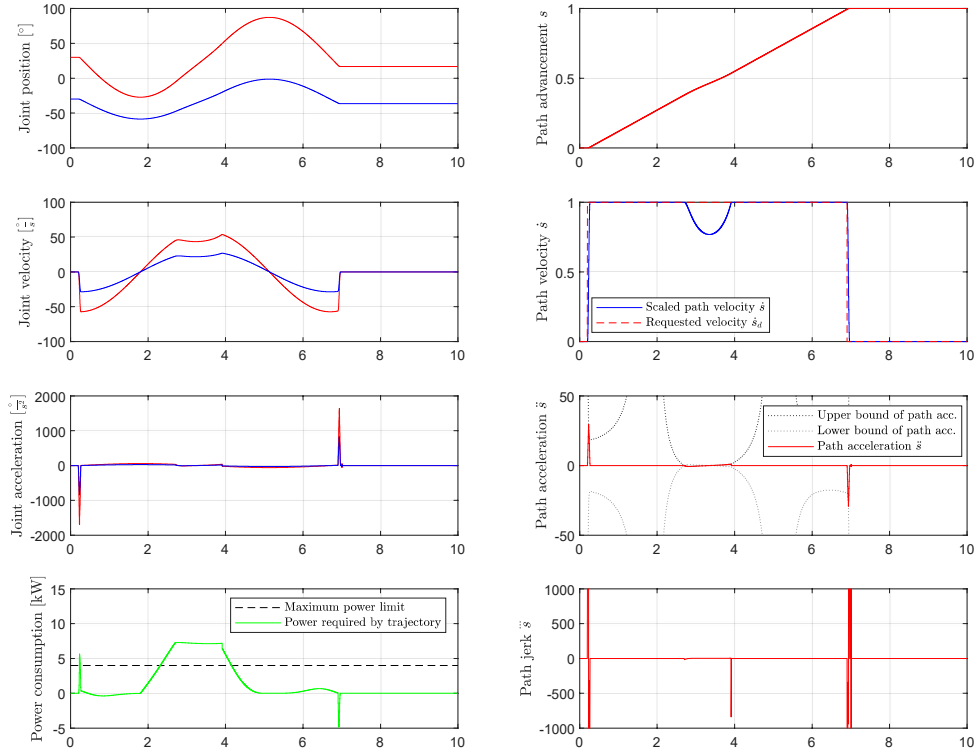 Joint position [°]
100
50
0
-50
-100
0 2 4 6 8 10
Path advancement s
1
0.5
0
0 2 4 6 8 10
Joint velocity [°/s]
100
50
0
-50
-100
0 2 4 6 8 10
Path velocity ṡ
1
0.5
0
Scaled path velocity ṡ
Requested velocity ṡ_d
0 2 4 6 8 10
Joint acceleration [°/s²]
2000
1000
0
-1000
-2000
0 2 4 6 8 10
Path acceleration s̈
50
0
-50
Upper bound of path acc.
Lower bound of path acc.
Path acceleration s̈
0 2 4 6 8 10
Power consumption [kW]
15
10
5
0
-5
Maximum power limit
Power required by trajectory
0 2 4 6 8 10
Path jerk s⃛
1000
500
0
-500
-1000
0 2 4 6 8 10